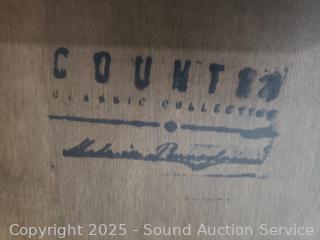 COUNTRY
CLASSIC COLLECTION
Copyright © 2025 - Sound Auction Service